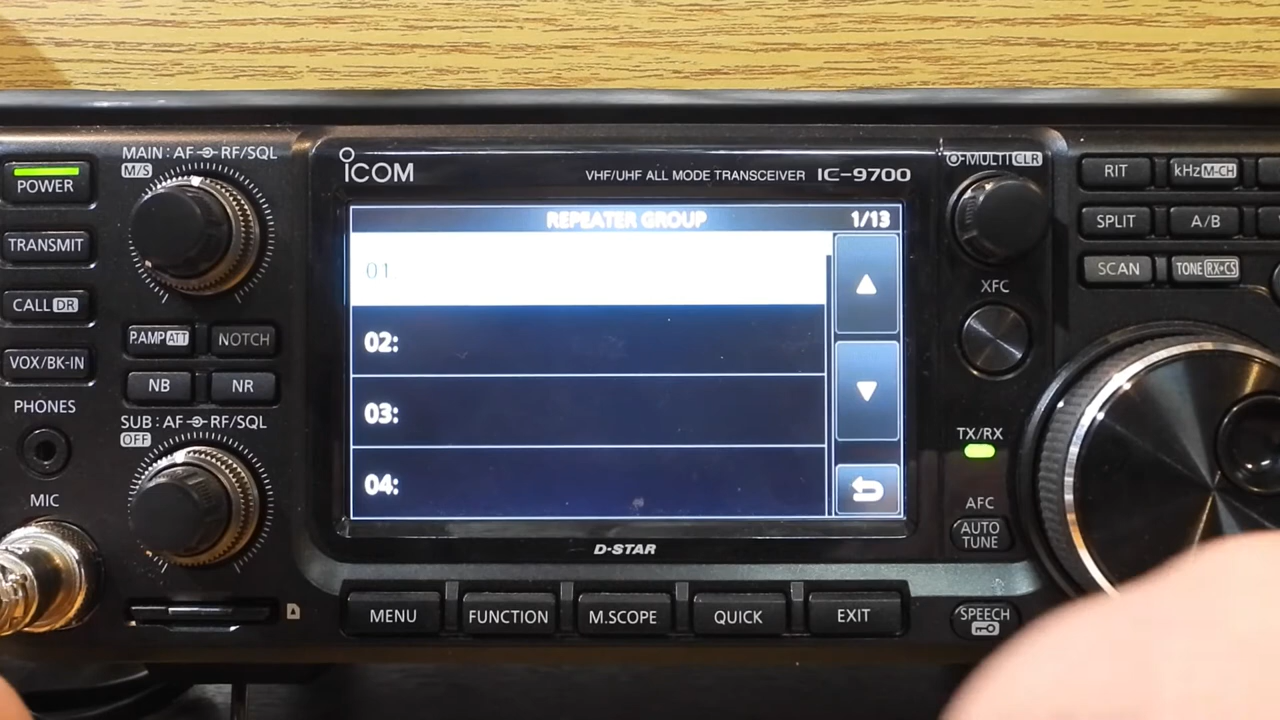 MAIN : AF RF/SQL
M/S
POWER
TRANSMIT
CALL DR
VOX/BK-IN
PHONES
MIC
P.AMP ATT
NOTCH
NB
NR
SUB : AF RF/SQL
OFF
ICOM
VHF/UHF ALL MODE TRANSCEIVER IC-9700
REPEATER GROUP 1/13
01
02:
03:
04:
D-STAR
MENU
FUNCTION
M.SCOPE
QUICK
EXIT
MULTI CLR
XFC
TX/RX
AFC
AUTO
TUNE
SPEECH
RIT
kHz M-CH
SPLIT
A/B
SCAN
TONE RX→CS